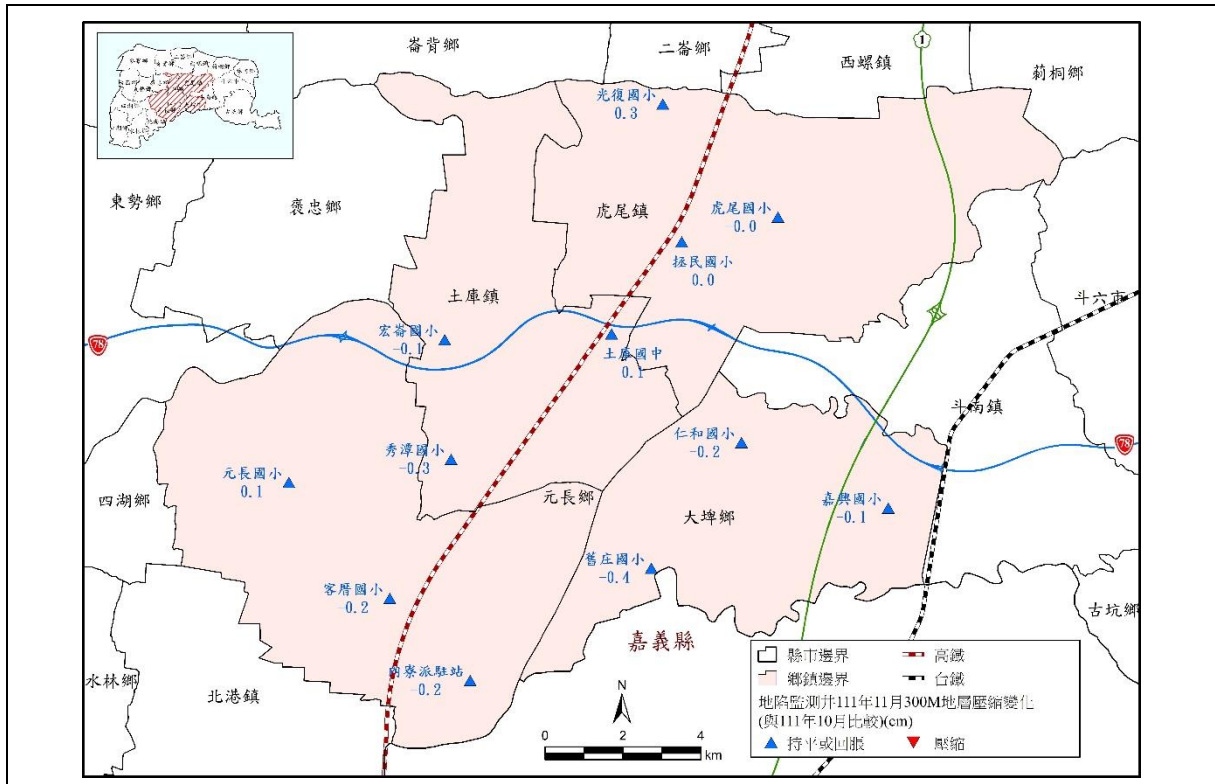 崙背鄉
二崙鄉
西螺鎮
莿桐鄉
1
光復國小
0.3
東勢鄉
褒忠鄉
虎尾鎮
虎尾國小
-0.0
拯民國小
0.0
土庫鎮
斗六市
宏崙國小
-0.1
78
土庫國中
0.1
斗南鎮
78
仁和國小
-0.2
秀潭國小
-0.3
元長國小
0.1
四湖鄉
元長鄉
大埤鄉
嘉興國小
-0.1
舊庄國小
-0.4
客厝國小
-0.2
古坑鄉
嘉義縣
水林鄉
北港鎮
-0.2
N
0 2 4
km
縣市邊界
高鐵
鄉鎮邊界
台鐵
地陷監測井111年11月300M地層壓縮變化
(與111年10月比較)(cm)
持平或回脹
壓縮